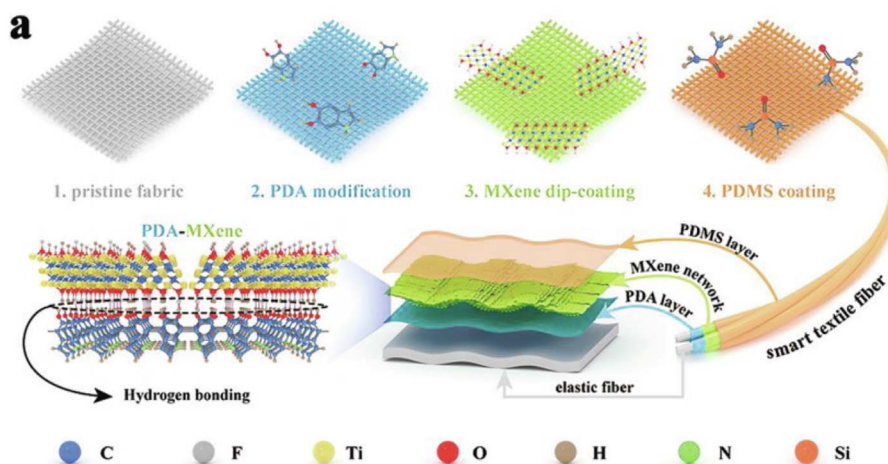 a
1. pristine fabric
2. PDA modification
3. MXene dip-coating
4. PDMS coating
PDA-MXene
PDMS layer
MXene network
PDA layer
smart textile fiber
elastic fiber
Hydrogen bonding
C
F
Ti
O
H
N
Si